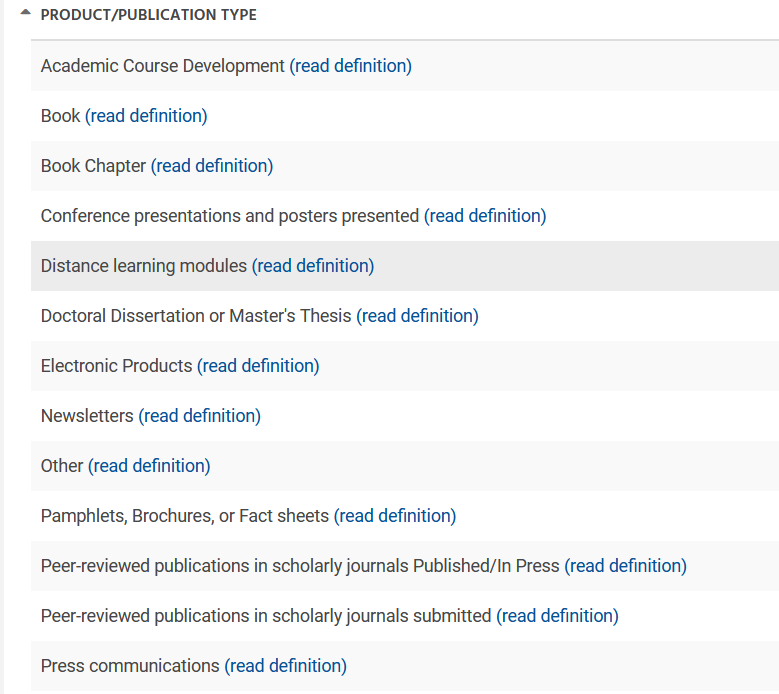 PRODUCT/PUBLICATION TYPE
Academic Course Development (read definition)
Book (read definition)
Book Chapter (read definition)
Conference presentations and posters presented (read definition)
Distance learning modules (read definition)
Doctoral Dissertation or Master's Thesis (read definition)
Electronic Products (read definition)
Newsletters (read definition)
Other (read definition)
Pamphlets, Brochures, or Fact sheets (read definition)
Peer-reviewed publications in scholarly journals Published/In Press (read definition)
Peer-reviewed publications in scholarly journals submitted (read definition)
Press communications (read definition)